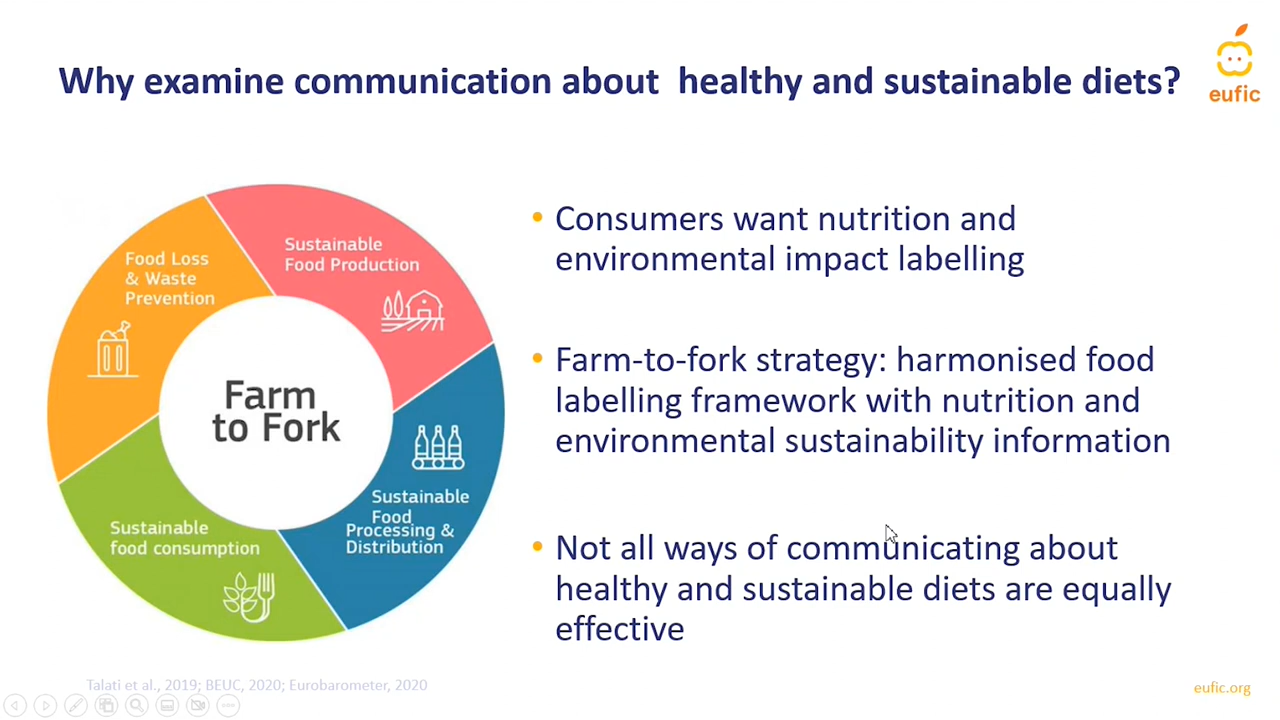 Why examine communication about  healthy and sustainable diets?
eufic
Food Loss
& Waste
Prevention
Sustainable
Food Production
Farm
to Fork
Sustainable
Food
Processing &
Distribution
Sustainable
food consumption
• Consumers want nutrition and
environmental impact labelling
• Farm-to-fork strategy: harmonised food
labelling framework with nutrition and
environmental sustainability information
• Not all ways of communicating about
healthy and sustainable diets are equally
effective
Talati et al., 2019; BEUC, 2020; Eurobarometer, 2020
eufic.org